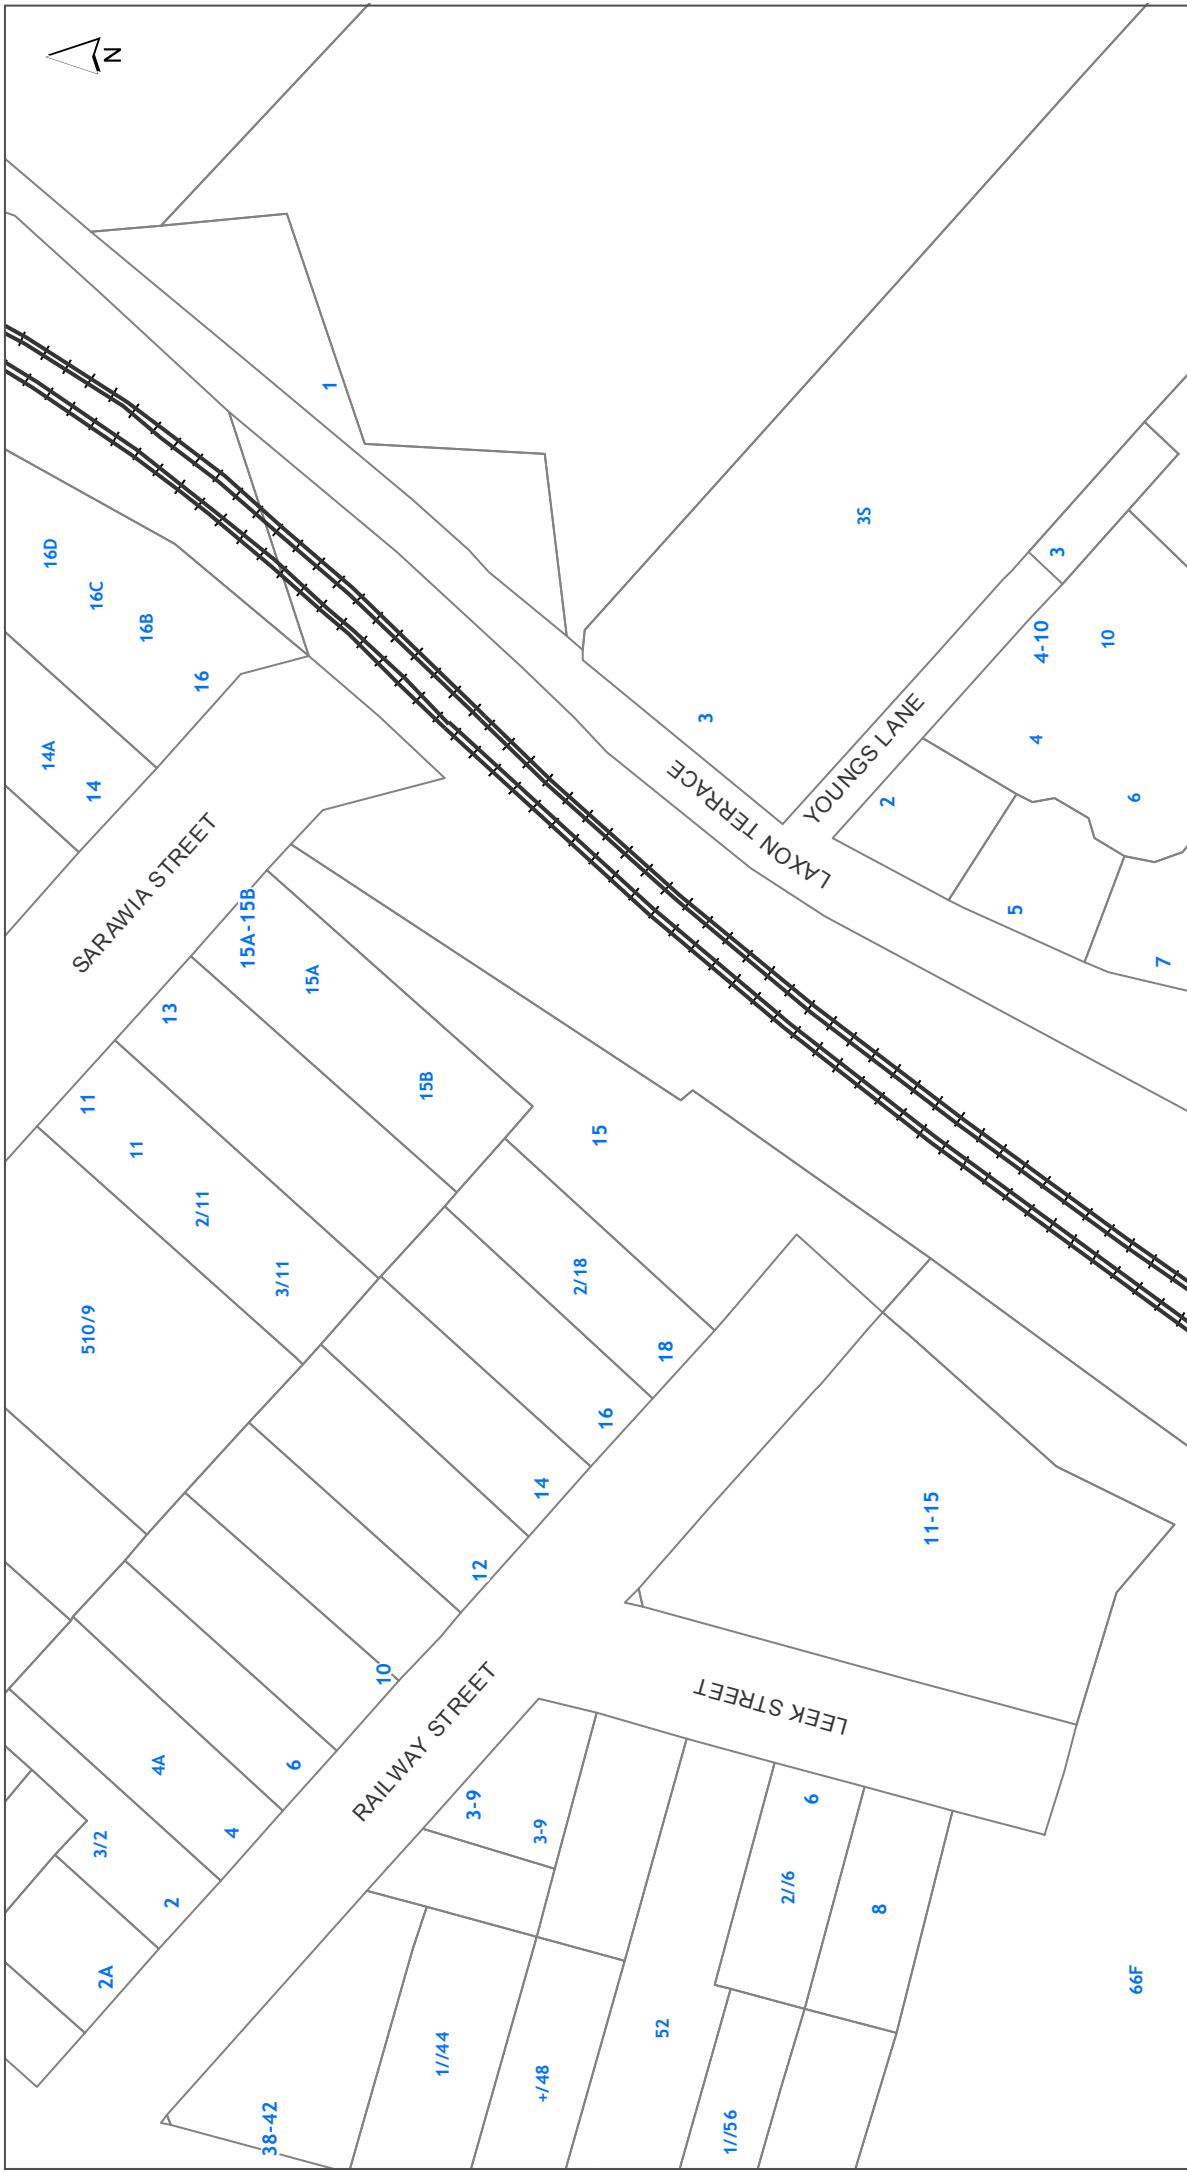 N
1
16D
16C
16B
16
14A
14
SARAWIA STREET
3S
3
3
YOUNGS LANE
LAXON TERRACE
4-10
10
4
6
2
5
7
15A-15B
15A
15B
13
11
11
2/11
3/11
510/9
15
2/18
18
16
14
12
10
11-15
RAILWAY STREET
LEEK STREET
6
4A
4
3/2
2
2A
3-9
3-9
6
2//6
8
66F
52
1//44
+/48
1//56
38-42